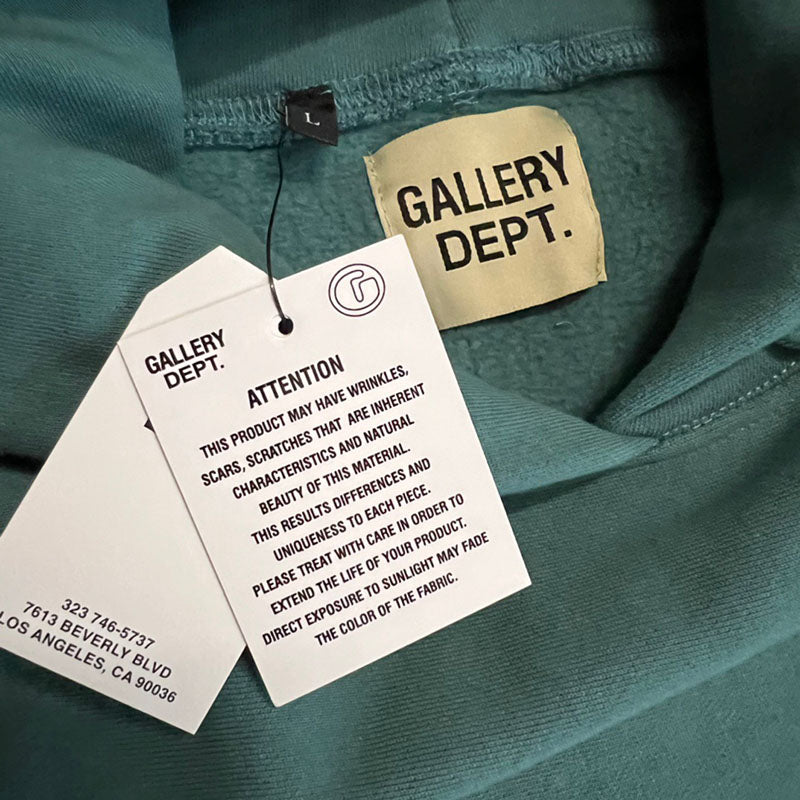 L
GALLERY
DEPT.
G
GALLERY
DEPT.
ATTENTION
THIS PRODUCT MAY HAVE WRINKLES,
SCARS, SCRATCHES THAT ARE INHERENT
CHARACTERISTICS AND NATURAL
BEAUTY OF THIS MATERIAL.
THIS RESULTS DIFFERENCES AND
UNIQUENESS TO EACH PIECE.
PLEASE TREAT WITH CARE IN ORDER TO
EXTEND THE LIFE OF YOUR PRODUCT.
DIRECT EXPOSURE TO SUNLIGHT MAY FADE
THE COLOR OF THE FABRIC.
323 746-5737
7613 BEVERLY BLVD
LOS ANGELES, CA 90036